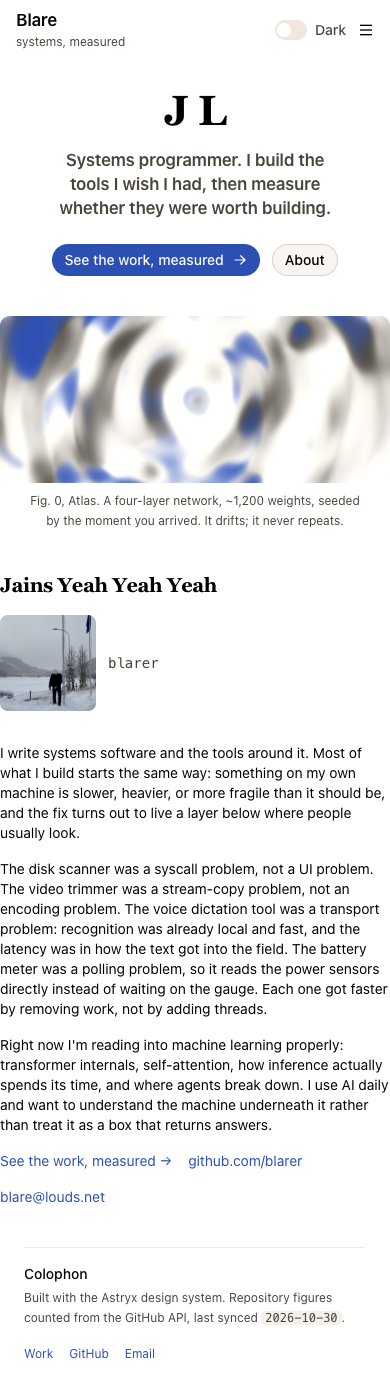 Blare
systems, measured
Dark
J L
Systems programmer. I build the
tools I wish I had, then measure
whether they were worth building.
See the work, measured →
About
Fig. 0, Atlas. A four-layer network, ~1,200 weights, seeded
by the moment you arrived. It drifts; it never repeats.
Jains Yeah Yeah Yeah
blarer
I write systems software and the tools around it. Most of
what I build starts the same way: something on my own
machine is slower, heavier, or more fragile than it should be,
and the fix turns out to live a layer below where people
usually look.
The disk scanner was a syscall problem, not a UI problem.
The video trimmer was a stream-copy problem, not an
encoding problem. The voice dictation tool was a transport
problem: recognition was already local and fast, and the
latency was in how the text got into the field. The battery
meter was a polling problem, so it reads the power sensors
directly instead of waiting on the gauge. Each one got faster
by removing work, not by adding threads.
Right now I'm reading into machine learning properly:
transformer internals, self-attention, how inference actually
spends its time, and where agents break down. I use AI daily
and want to understand the machine underneath it rather
than treat it as a box that returns answers.
See the work, measured → github.com/blarer
blare@louds.net
Colophon
Built with the Astryx design system. Repository figures
counted from the GitHub API, last synced 2026-10-30.
Work GitHub Email